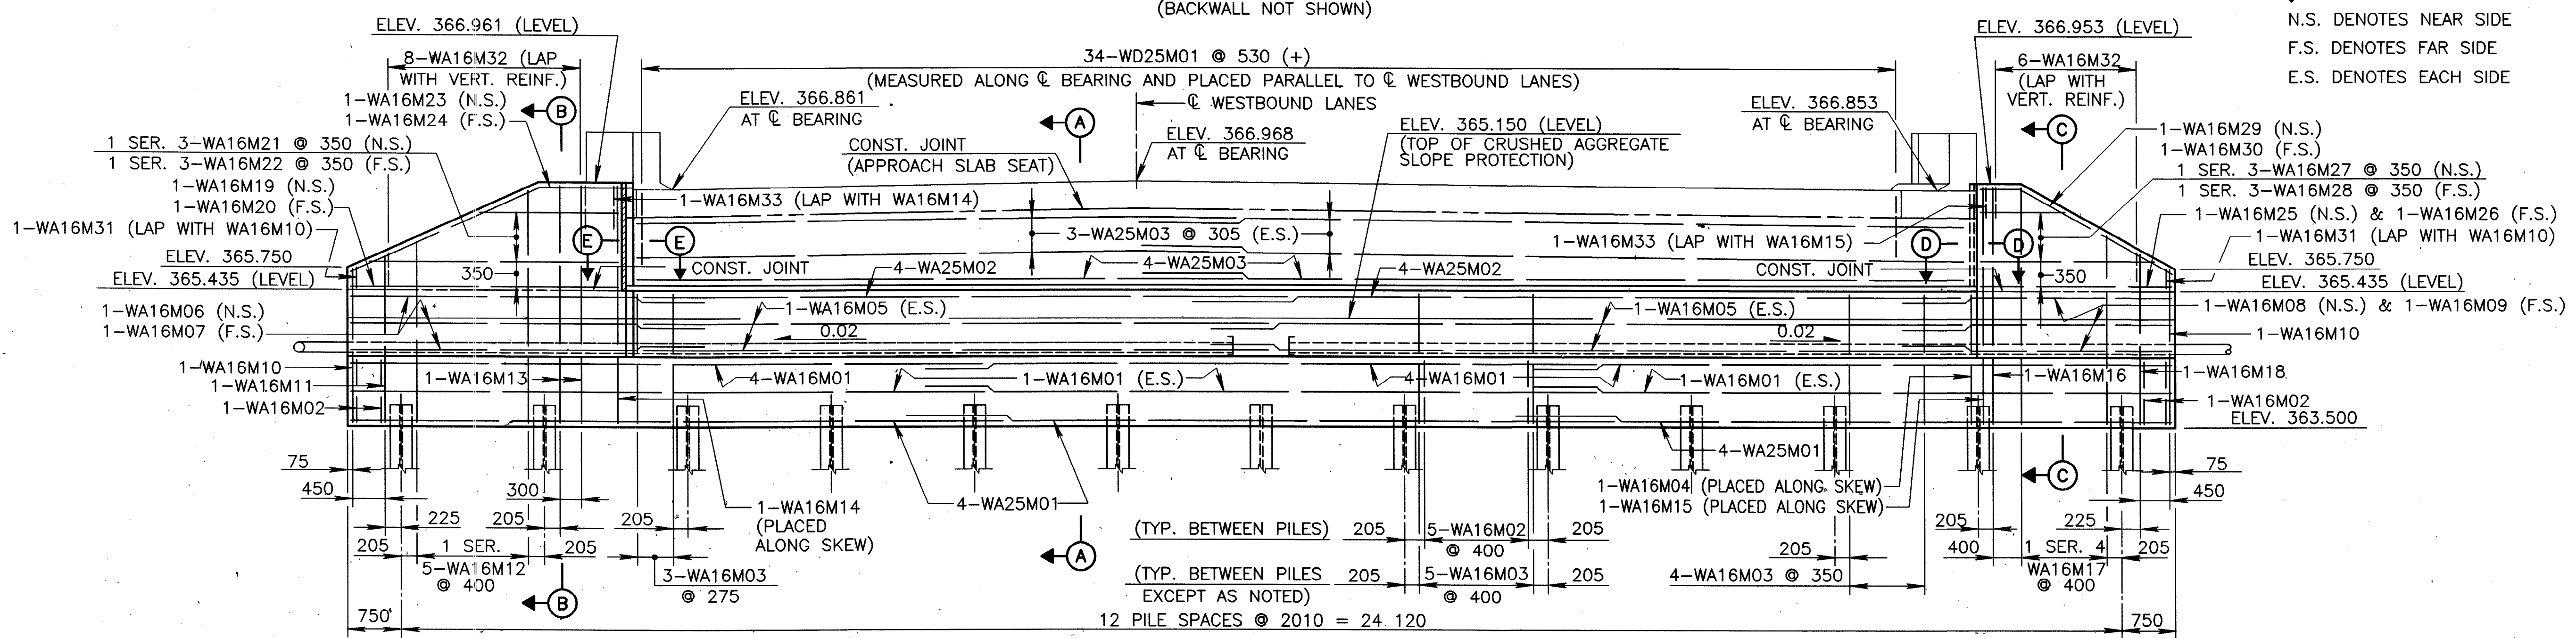 (BACKWALL NOT SHOWN)
N.S. DENOTES NEAR SIDE
F.S. DENOTES FAR SIDE
E.S. DENOTES EACH SIDE
ELEV. 366.961 (LEVEL)
8-WA16M32 (LAP
WITH VERT. REINF.)
1-WA16M23 (N.S.)
1-WA16M24 (F.S.)
B
1 SER. 3-WA16M21 @ 350 (N.S.)
1 SER. 3-WA16M22 @ 350 (F.S.)
1-WA16M19 (N.S.)
1-WA16M20 (F.S.)
1-WA16M31 (LAP WITH WA16M10)
ELEV. 365.750
ELEV. 365.435 (LEVEL)
1-WA16M06 (N.S.)
1-WA16M07 (F.S.)
1-WA16M10
1-WA16M11
1-WA16M02
350
34-WD25M01 @ 530 (+)
(MEASURED ALONG ℄ BEARING AND PLACED PARALLEL TO ℄ WESTBOUND LANES)
ELEV. 366.861
AT ℄ BEARING
℄ WESTBOUND LANES
A
ELEV. 366.968
AT ℄ BEARING
CONST. JOINT
(APPROACH SLAB SEAT)
ELEV. 365.150 (LEVEL)
(TOP OF CRUSHED AGGREGATE
SLOPE PROTECTION)
ELEV. 366.853
AT ℄ BEARING
1-WA16M33 (LAP WITH WA16M14)
E
E
3-WA25M03 @ 305 (E.S.)
1-WA16M33 (LAP WITH WA16M15)
D
D
CONST. JOINT
4-WA25M02
4-WA25M03
4-WA25M02
CONST. JOINT
1-WA16M05 (E.S.)
1-WA16M05 (E.S.)
0.02
0.02
1-WA16M13
4-WA16M01
1-WA16M01 (E.S.)
4-WA16M01
1-WA16M01 (E.S.)
1-WA16M16
ELEV. 366.953 (LEVEL)
6-WA16M32
(LAP WITH
VERT. REINF.)
C
1-WA16M29 (N.S.)
1-WA16M30 (F.S.)
1 SER. 3-WA16M27 @ 350 (N.S.)
1 SER. 3-WA16M28 @ 350 (F.S.)
1-WA16M25 (N.S.) & 1-WA16M26 (F.S.)
1-WA16M31 (LAP WITH WA16M10)
ELEV. 365.750
350
ELEV. 365.435 (LEVEL)
1-WA16M08 (N.S.) & 1-WA16M09 (F.S.)
1-WA16M10
1-WA16M18
1-WA16M02
ELEV. 363.500
75
450
300
1-WA16M14
(PLACED
ALONG SKEW)
4-WA25M01
4-WA25M01
1-WA16M04 (PLACED ALONG SKEW)
1-WA16M15 (PLACED ALONG SKEW)
C
75
450
225
205
205
(TYP. BETWEEN PILES)
205
5-WA16M02
@ 400
205
205
225
205
1 SER.
5-WA16M12
@ 400
205
3-WA16M03
@ 275
A
(TYP. BETWEEN PILES
EXCEPT AS NOTED)
205
5-WA16M03
@ 400
205
205
4-WA16M03 @ 350
400
1 SER. 4
WA16M17
@ 400
205
B
750
12 PILE SPACES @ 2010 = 24 120
750